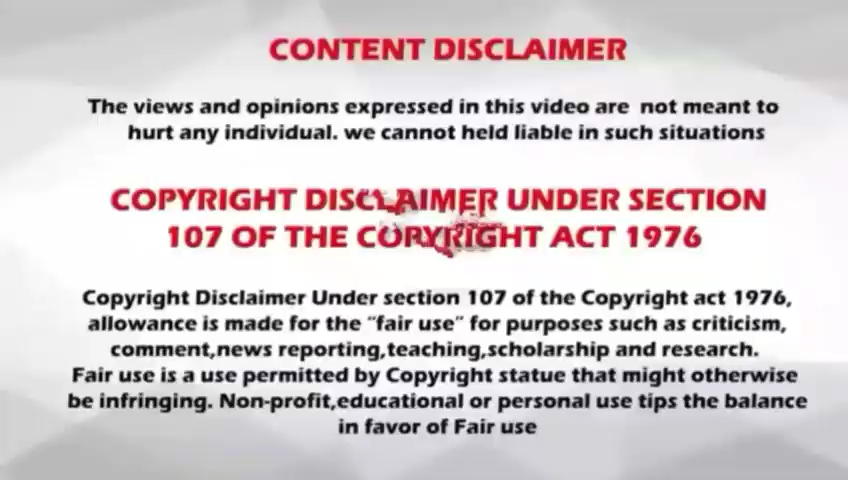 CONTENT DISCLAIMER
The views and opinions expressed in this video are not meant to
hurt any individual. we cannot held liable in such situations
COPYRIGHT DISCLAIMER UNDER SECTION
107 OF THE COPYRIGHT ACT 1976
Copyright Disclaimer Under section 107 of the Copyright act 1976,
allowance is made for the "fair use" for purposes such as criticism,
comment,news reporting,teaching,scholarship and research.
Fair use is a use permitted by Copyright statue that might otherwise
be infringing. Non-profit,educational or personal use tips the balance
in favor of Fair use